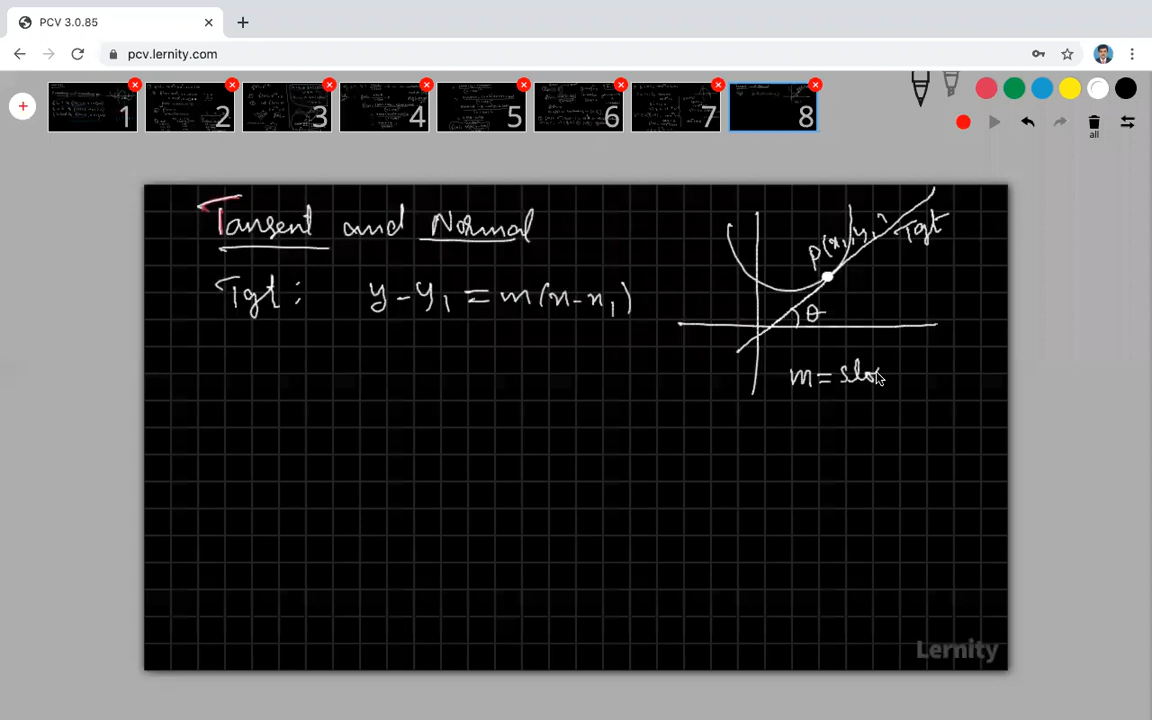 PCV 3.0.85
pcv.lernity.com
1 2 3 4 5 6 7 8
all
Tangent and Normal
P(x₁, y₁)
Tgt
Tgt : y - y₁ = m(x - x₁)
θ
m = slo
Lernity